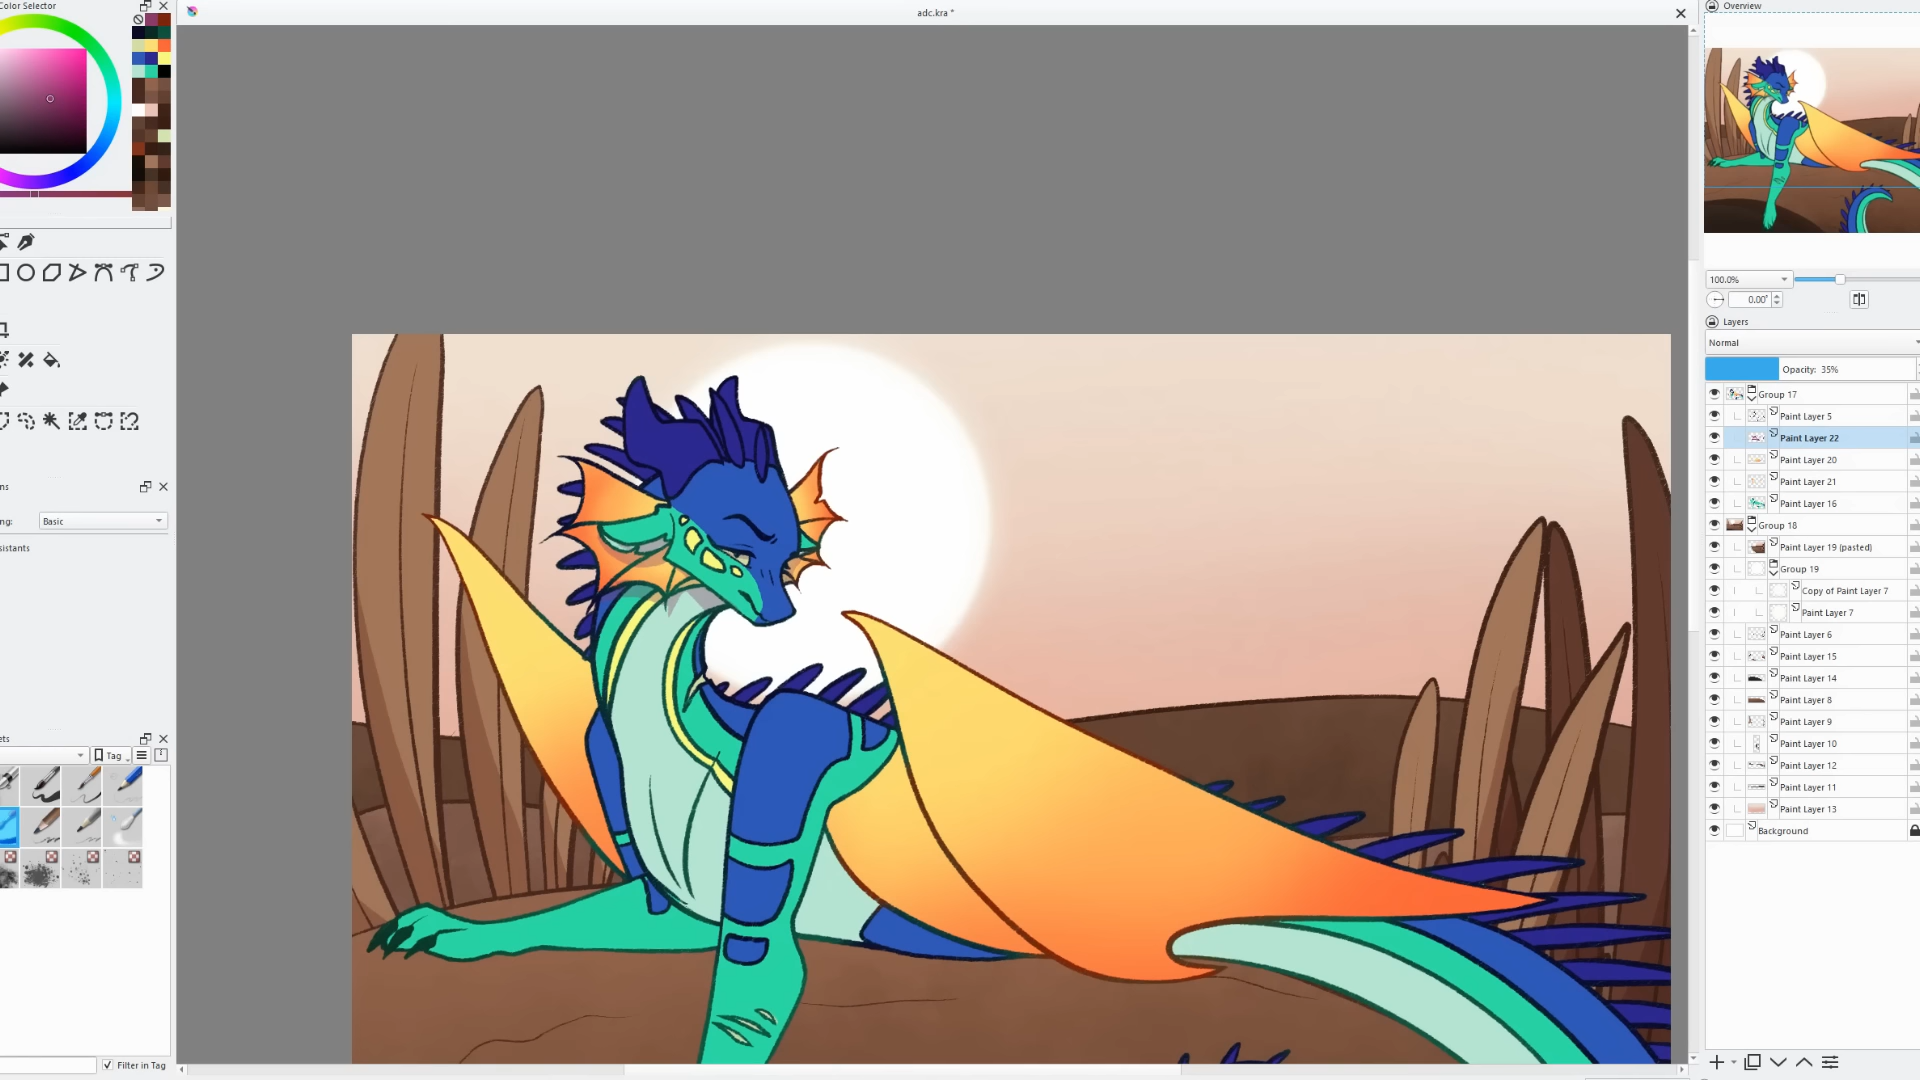 Color Selector
adc.kra *
Overview
100.0%
0.00°
Layers
Normal
Opacity: 35%
Group 17
Paint Layer 5
Paint Layer 22
Paint Layer 20
Paint Layer 21
Paint Layer 16
Group 18
Paint Layer 19 (pasted)
Group 19
Copy of Paint Layer 7
Paint Layer 7
Paint Layer 6
Paint Layer 15
Paint Layer 14
Paint Layer 8
Paint Layer 9
Paint Layer 10
Paint Layer 12
Paint Layer 11
Paint Layer 13
Background
ns
ng: Basic
sistants
ets
Tag
Filter in Tag